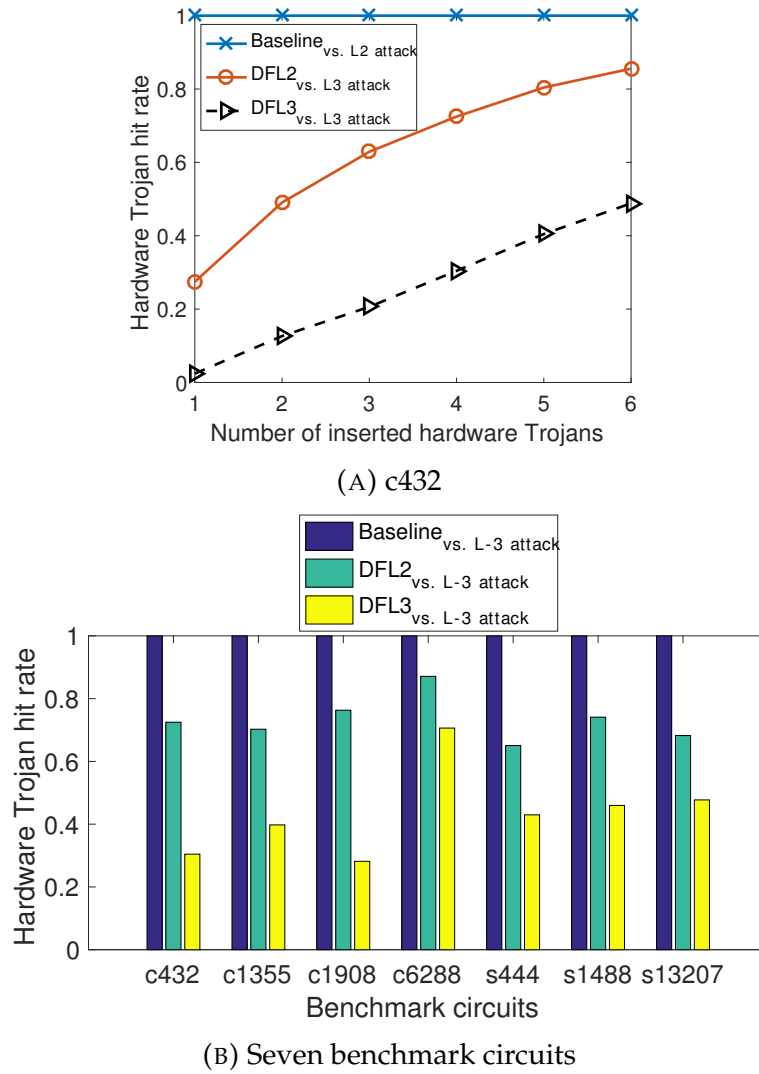 1
0.8
0.6
0.4
0.2
0
Hardware Trojan hit rate
Baseline vs. L2 attack
DFL2 vs. L3 attack
DFL3 vs. L3 attack
1 2 3 4 5 6
Number of inserted hardware Trojans
(A) c432
Baseline vs. L-3 attack
DFL2 vs. L-3 attack
DFL3 vs. L-3 attack
1
0.8
0.6
0.4
0.2
0
Hardware Trojan hit rate
c432 c1355 c1908 c6288 s444 s1488 s13207
Benchmark circuits
(B) Seven benchmark circuits